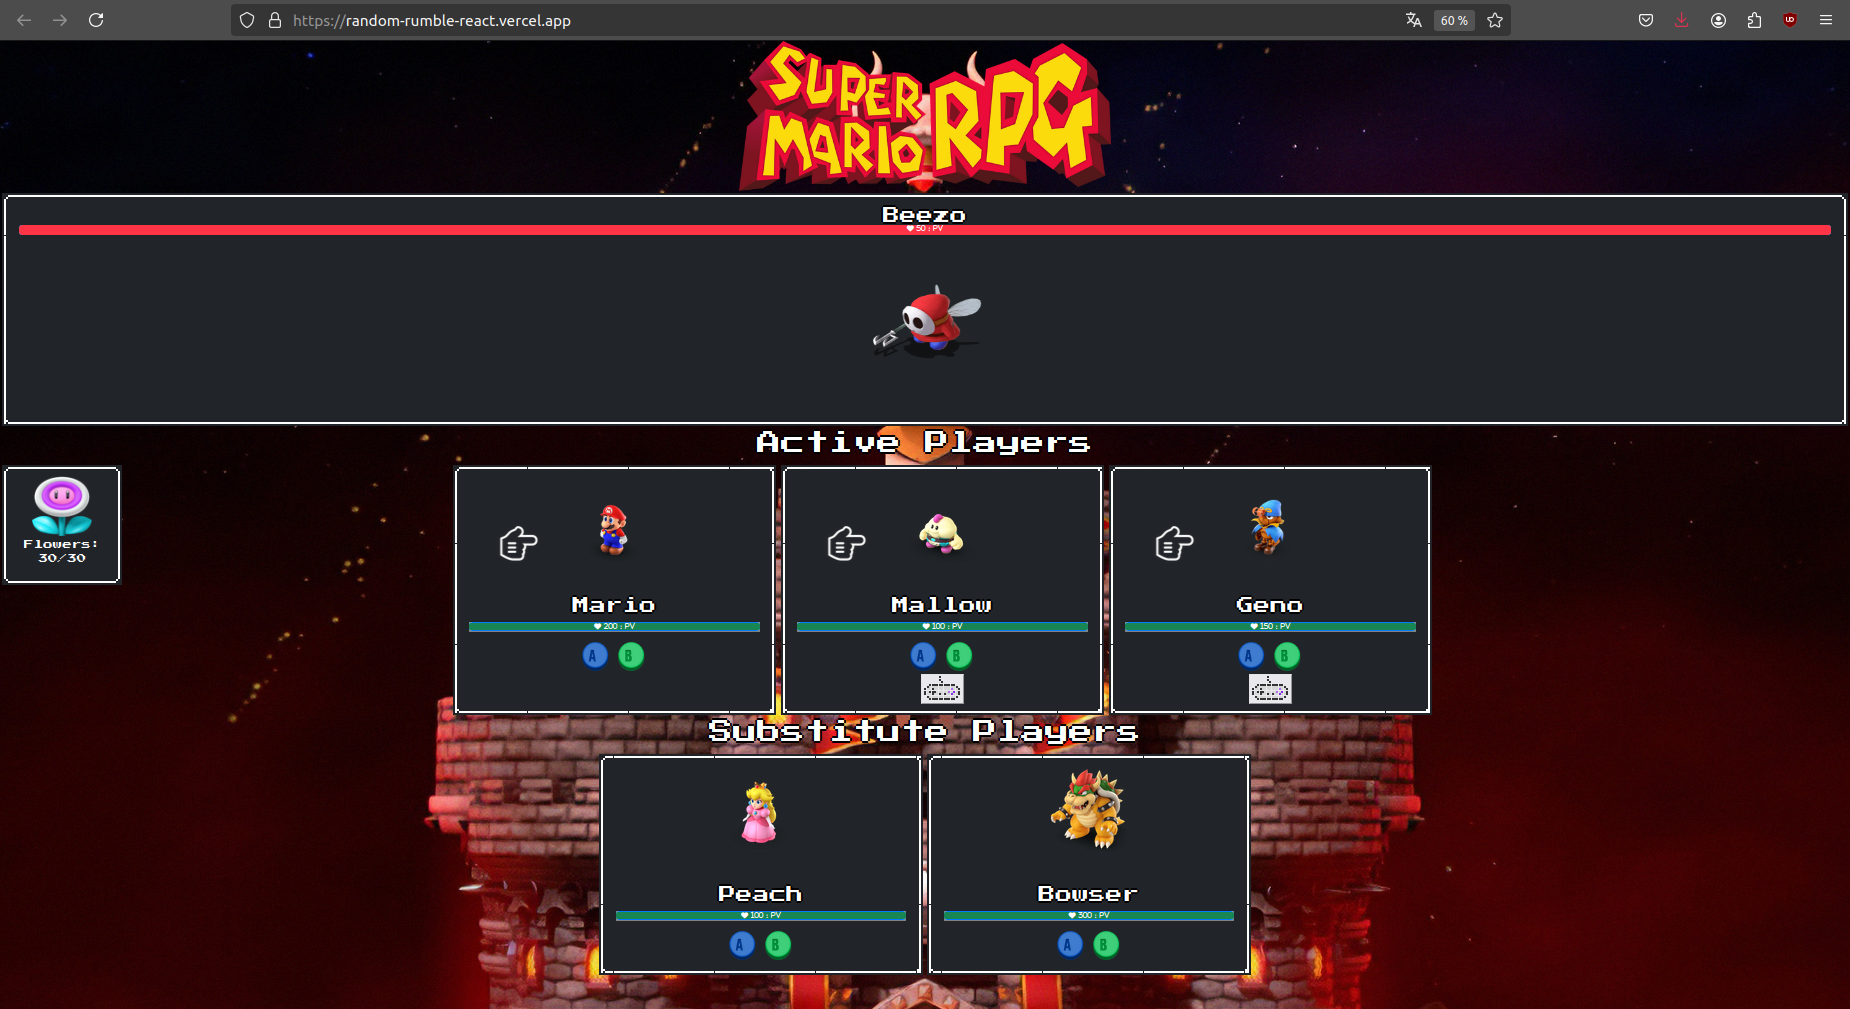 https://random-rumble-react.vercel.app
60 %
SUPER
MARIO
RPG
Beezo
50 : PV
Active Players
Flowers:
30/30
Mario
200 : PV
A B
Mallow
100 : PV
A B
Geno
150 : PV
A B
Substitute Players
Peach
100 : PV
A B
Bowser
300 : PV
A B